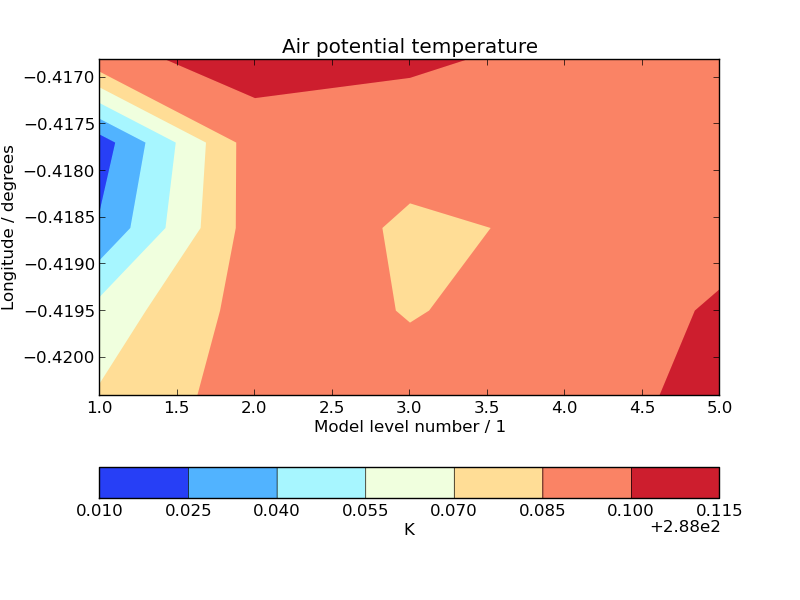 Air potential temperature
Longitude / degrees
−0.4170
−0.4175
−0.4180
−0.4185
−0.4190
−0.4195
−0.4200
1.0 1.5 2.0 2.5 3.0 3.5 4.0 4.5 5.0
Model level number / 1
0.010 0.025 0.040 0.055 0.070 0.085 0.100 0.115
+2.88e2
K